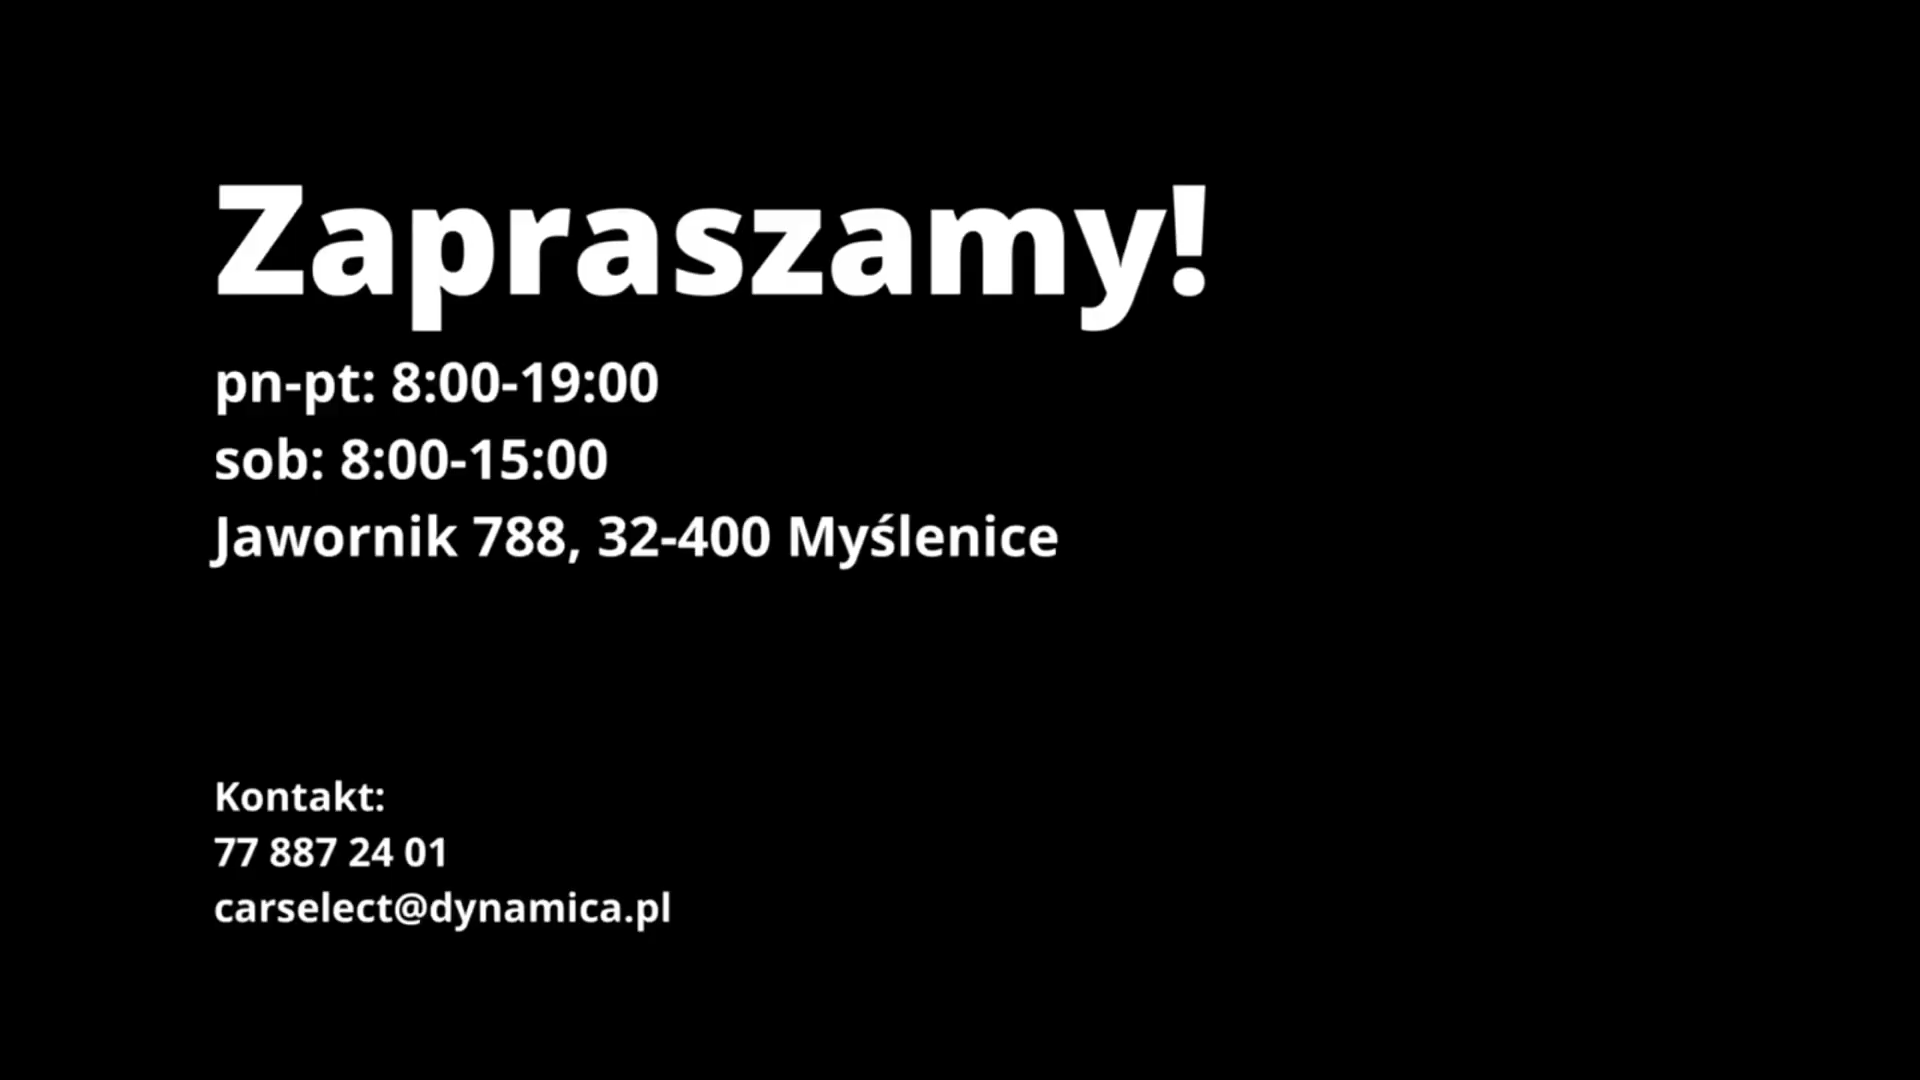 Zapraszamy!
pn-pt: 8:00-19:00
sob: 8:00-15:00
Jawornik 788, 32-400 Myślenice
Kontakt:
77 887 24 01
carselect@dynamica.pl